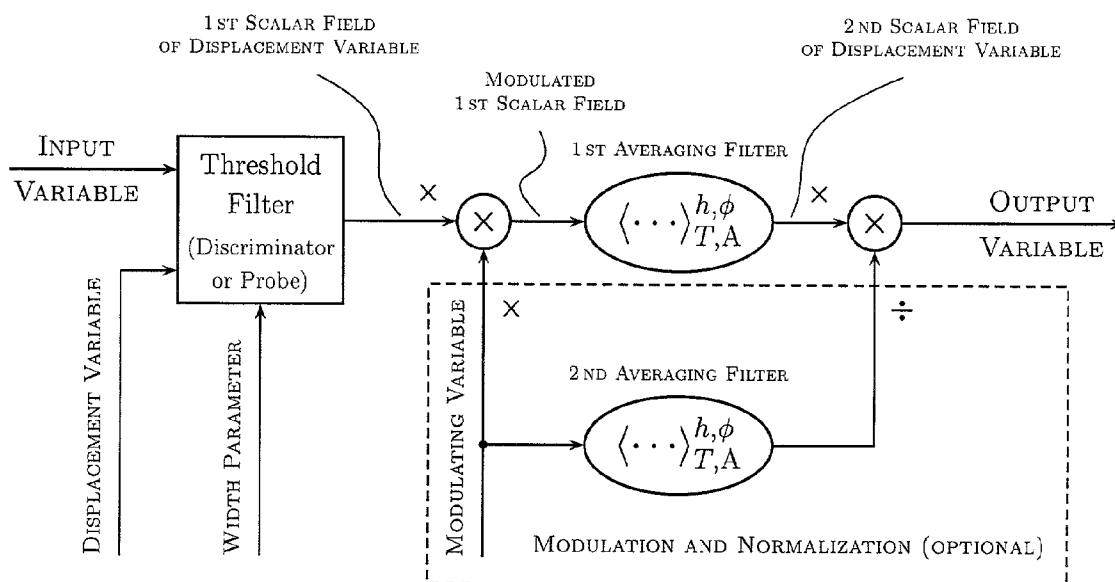 1ST SCALAR FIELD
OF DISPLACEMENT VARIABLE
2ND SCALAR FIELD
OF DISPLACEMENT VARIABLE
MODULATED
1ST SCALAR FIELD
INPUT
VARIABLE
Threshold
Filter
(Discriminator
or Probe)
1ST AVERAGING FILTER
⟨···⟩ h,ϕ T,A
×
×
×
×
OUTPUT
VARIABLE
DISPLACEMENT VARIABLE
WIDTH PARAMETER
MODULATING VARIABLE
×
÷
2ND AVERAGING FILTER
⟨···⟩ h,ϕ T,A
MODULATION AND NORMALIZATION (OPTIONAL)